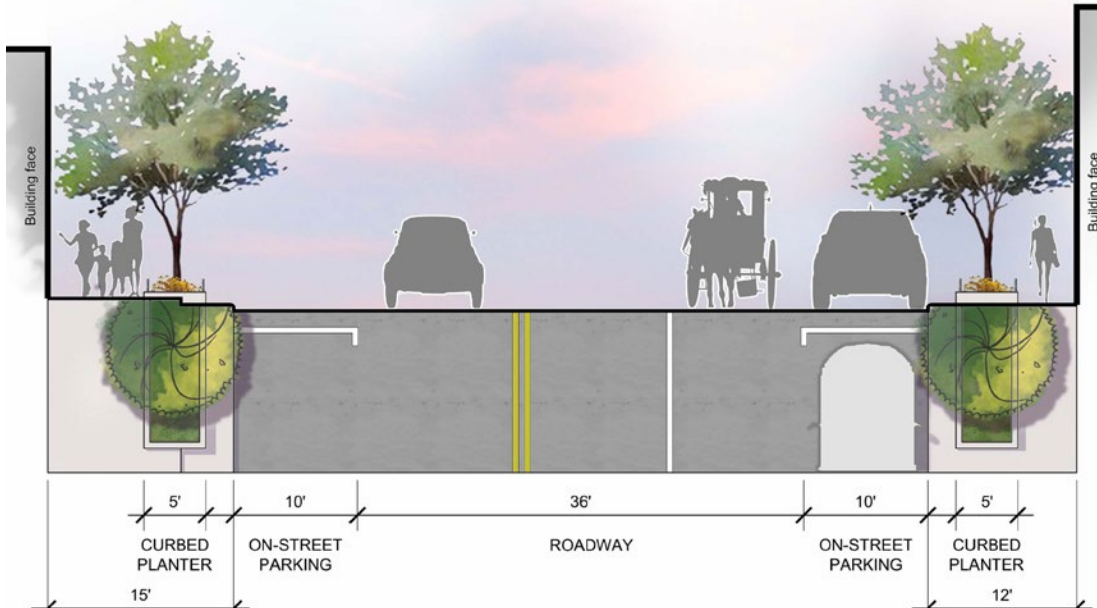 Building face
Building face
5'
10'
36'
10'
5'
CURBED
PLANTER
ON-STREET
PARKING
ROADWAY
ON-STREET
PARKING
CURBED
PLANTER
15'
12'